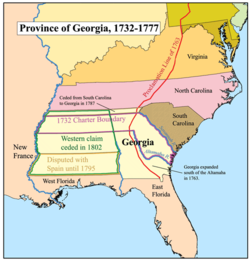 Province of Georgia, 1732-1777
Proclamation Line of 1763
Virginia
Ceded from South Carolina
to Georgia in 1787
North Carolina
South
Carolina
1732 Charter Boundary
Georgia
Western claim
ceded in 1802
New
France
Disputed with
Spain until 1795
Georgia expanded
south of the Altamaha
in 1763.
West Florida
East
Florida